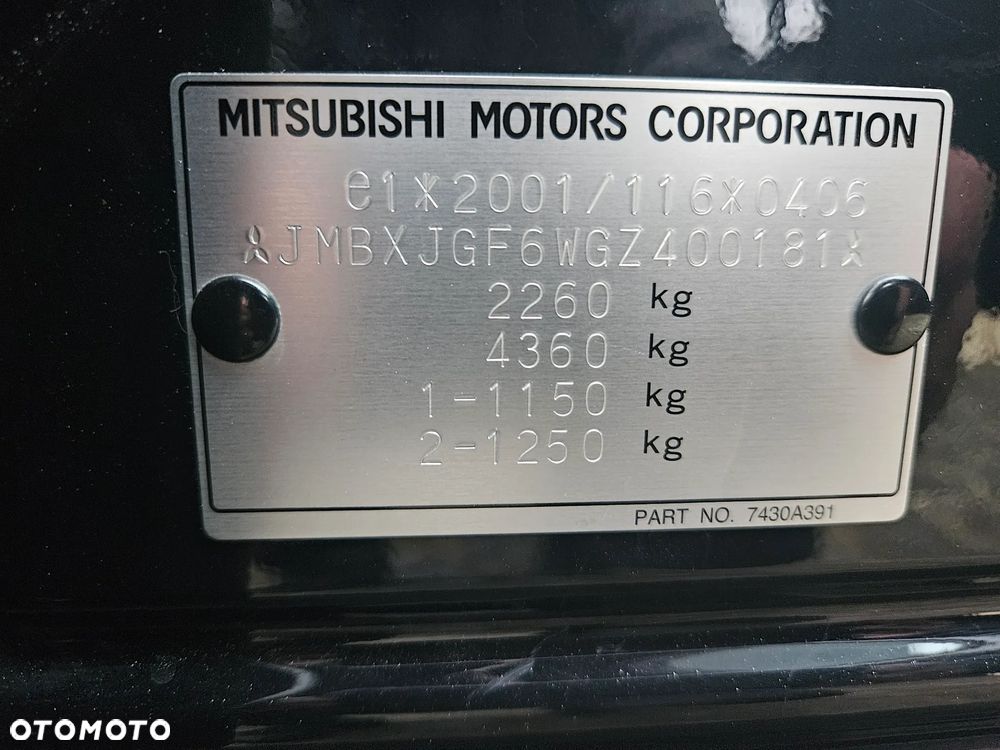 MITSUBISHI MOTORS CORPORATION
e1*2001/116*0406
JMBXJGF6WGZ400181
2260 kg
4360 kg
1-1150 kg
2-1250 kg
PART NO. 7430A391
OTOMOTO